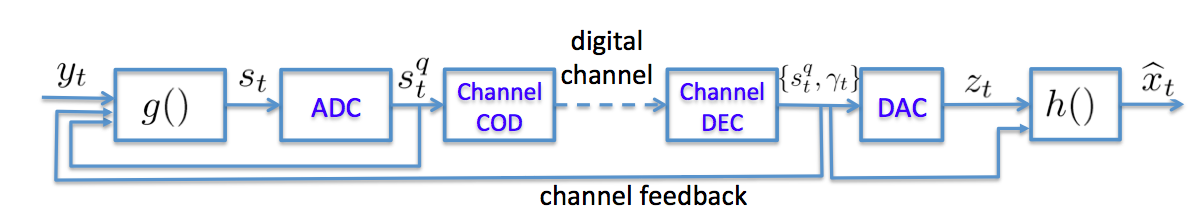 y_t
g()
s_t
ADC
s_t^q
Channel
COD
digital
channel
Channel
DEC
{s_t^q, γ_t}
DAC
z_t
h()
x̂_t
channel feedback